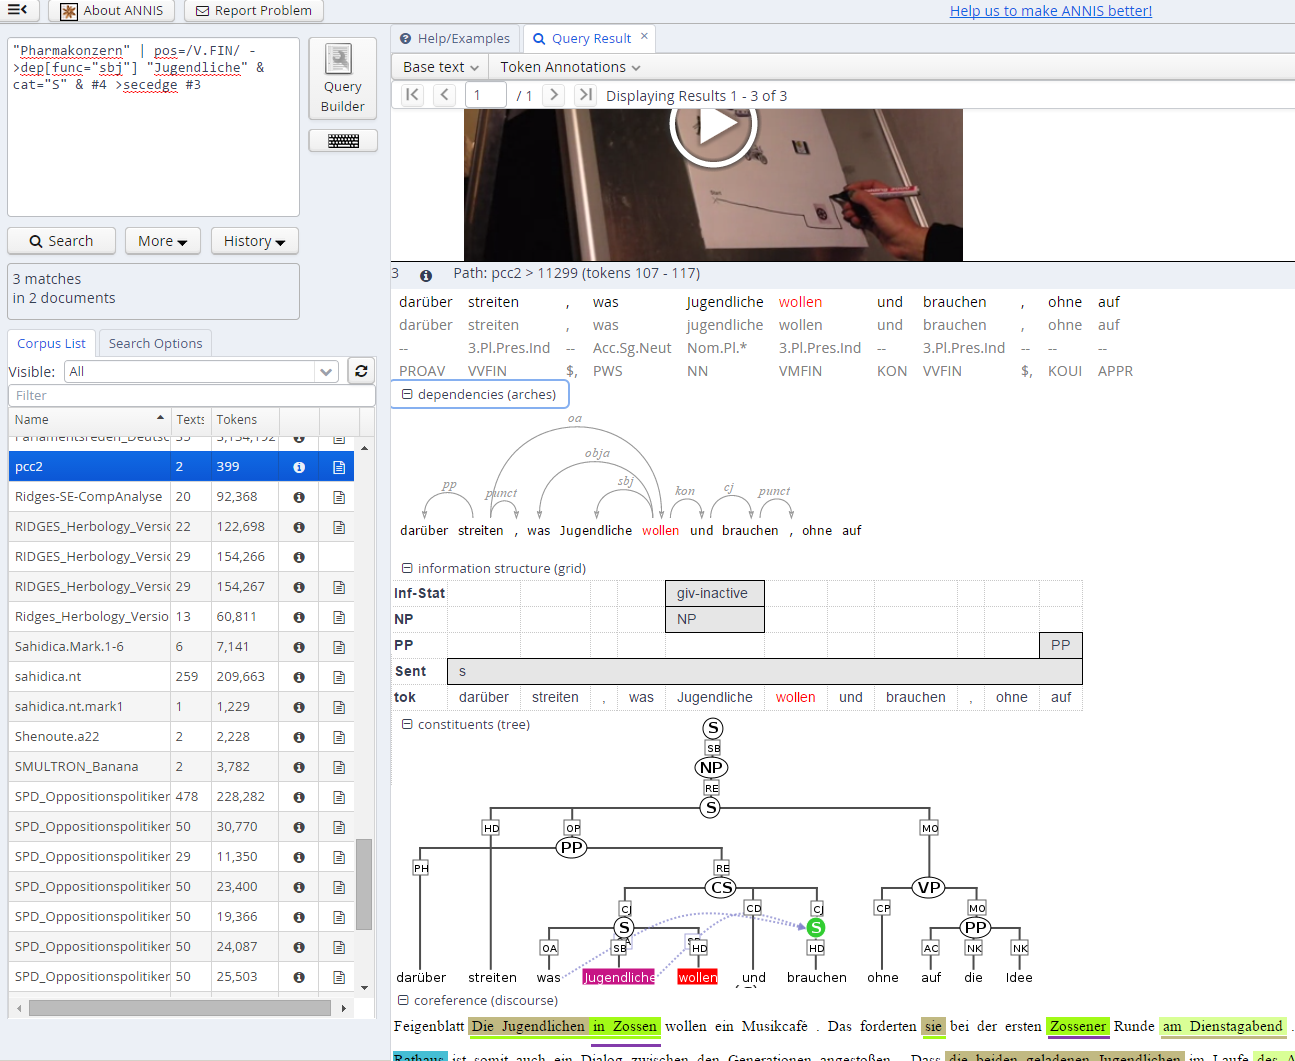 About ANNIS
Report Problem
Help us to make ANNIS better!
"Pharmakonzern" | pos=/V.FIN/ -
>dep[func="sbj"] "Jugendliche" &
cat="S" & #4 >secedge #3
Query
Builder
Search
More
History
3 matches
in 2 documents
Corpus List
Search Options
Visible:
All
Filter
Name Texts Tokens
pcc2 2 399
Ridges-SE-CompAnalyse 20 92,368
RIDGES_Herbology_Versic 22 122,698
RIDGES_Herbology_Versic 29 154,266
RIDGES_Herbology_Versic 29 154,267
Ridges_Herbology_Versio 13 60,811
Sahidica.Mark.1-6 6 7,141
sahidica.nt 259 209,663
sahidica.nt.mark1 1 1,229
Shenoute.a22 2 2,228
SMULTRON_Banana 2 3,782
SPD_Oppositionspolitiker 478 228,282
SPD_Oppositionspolitiker 50 30,770
SPD_Oppositionspolitiker 29 11,350
SPD_Oppositionspolitiker 50 23,400
SPD_Oppositionspolitiker 50 19,366
SPD_Oppositionspolitiker 50 24,087
SPD_Oppositionspolitiker 50 25,503
Help/Examples
Query Result
Base text
Token Annotations
1 / 1
Displaying Results 1 - 3 of 3
3 Path: pcc2 > 11299 (tokens 107 - 117)
darüber streiten , was Jugendliche wollen und brauchen , ohne auf
darüber streiten , was jugendliche wollen und brauchen , ohne auf
-- 3.Pl.Pres.Ind -- Acc.Sg.Neut Nom.Pl.* 3.Pl.Pres.Ind -- 3.Pl.Pres.Ind -- -- --
PROAV VVFIN $, PWS NN VMFIN KON VVFIN $, KOUI APPR
dependencies (arches)
oa
obja
pp punct sbj kon cj punct
darüber streiten , was Jugendliche wollen und brauchen , ohne auf
information structure (grid)
Inf-Stat giv-inactive
NP NP
PP PP
Sent s
tok darüber streiten , was Jugendliche wollen und brauchen , ohne auf
constituents (tree)
S
SB
NP
RE
S
HD OP MO
PP
PH RE
CS VP
CJ CD CJ CP MO
S S PP
OA SB HD HD AC NK NK
darüber streiten was Jugendliche wollen und brauchen ohne auf die Idee
coreference (discourse)
Feigenblatt Die Jugendlichen in Zossen wollen ein Musikcafé . Das forderten sie bei der ersten Zossener Runde am Dienstagabend .
Rathaus ist somit auch ein Dialog zwischen den Generationen angestoßen . Dass die beiden geladenen Jugendlichen im Laufe des